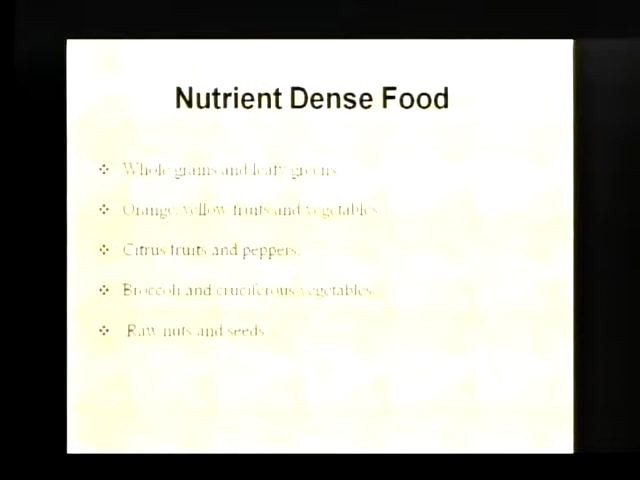 Nutrient Dense Food
Whole grains and leafy greens.
Orange, yellow fruits and vegetables.
Citrus fruits and peppers.
Broccoli and cruciferous vegetables.
Raw nuts and seeds.